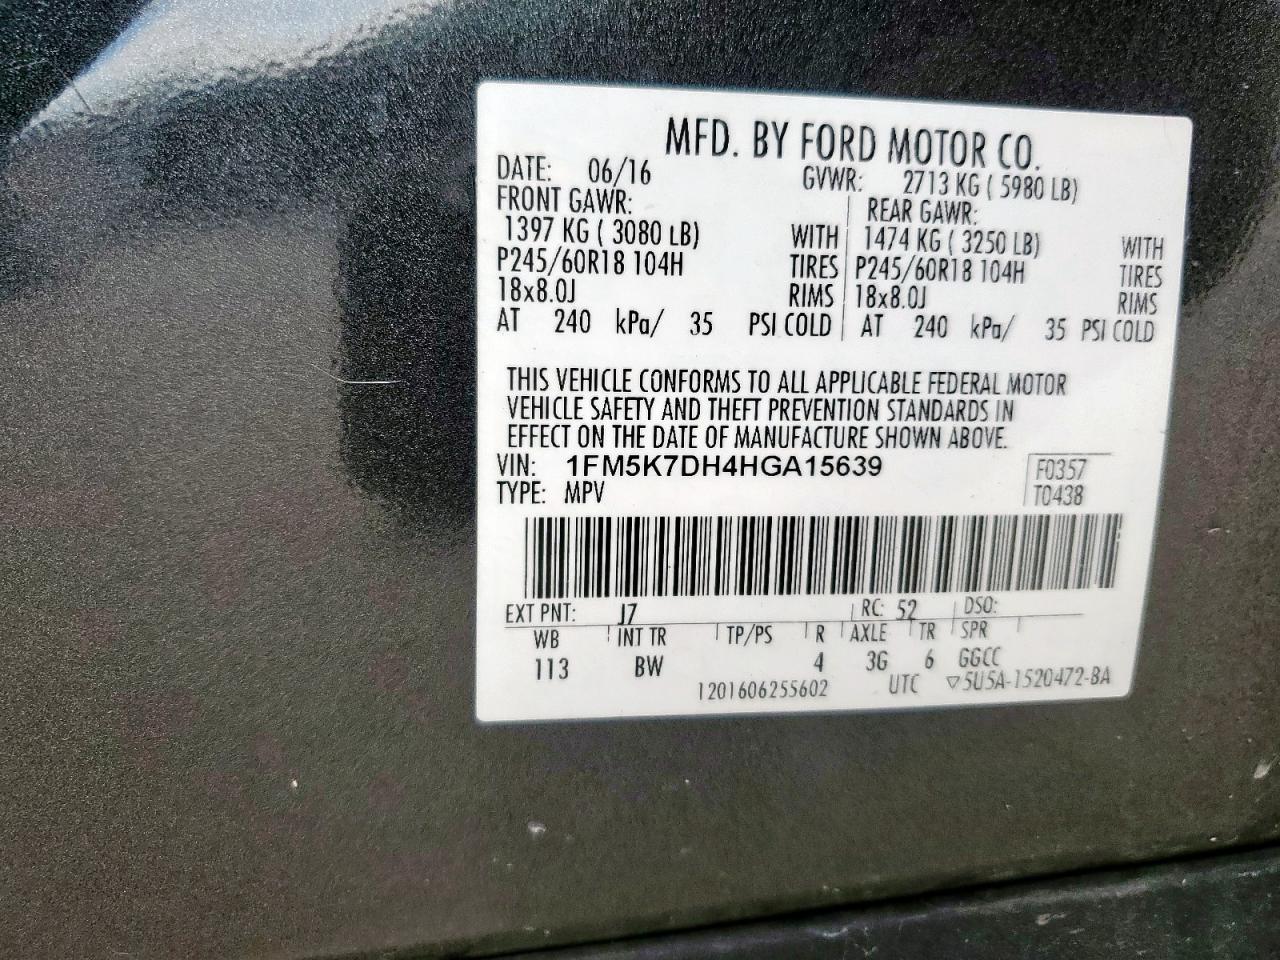 MFD. BY FORD MOTOR CO.
DATE: 06/16 GVWR: 2713 KG ( 5980 LB)
FRONT GAWR: REAR GAWR:
1397 KG ( 3080 LB) WITH 1474 KG ( 3250 LB) WITH
P245/60R18 104H TIRES P245/60R18 104H TIRES
18x8.0J RIMS 18x8.0J RIMS
AT 240 kPa/ 35 PSI COLD AT 240 kPa/ 35 PSI COLD
THIS VEHICLE CONFORMS TO ALL APPLICABLE FEDERAL MOTOR
VEHICLE SAFETY AND THEFT PREVENTION STANDARDS IN
EFFECT ON THE DATE OF MANUFACTURE SHOWN ABOVE.
VIN: 1FM5K7DH4HGA15639 F0357
TYPE: MPV T0438
EXT PNT: J7 RC: 52 DSO:
WB INT TR TP/PS R AXLE TR SPR
113 BW 4 3G 6 GGCC
1201606255602 UTC ▽5U5A-1520472-BA